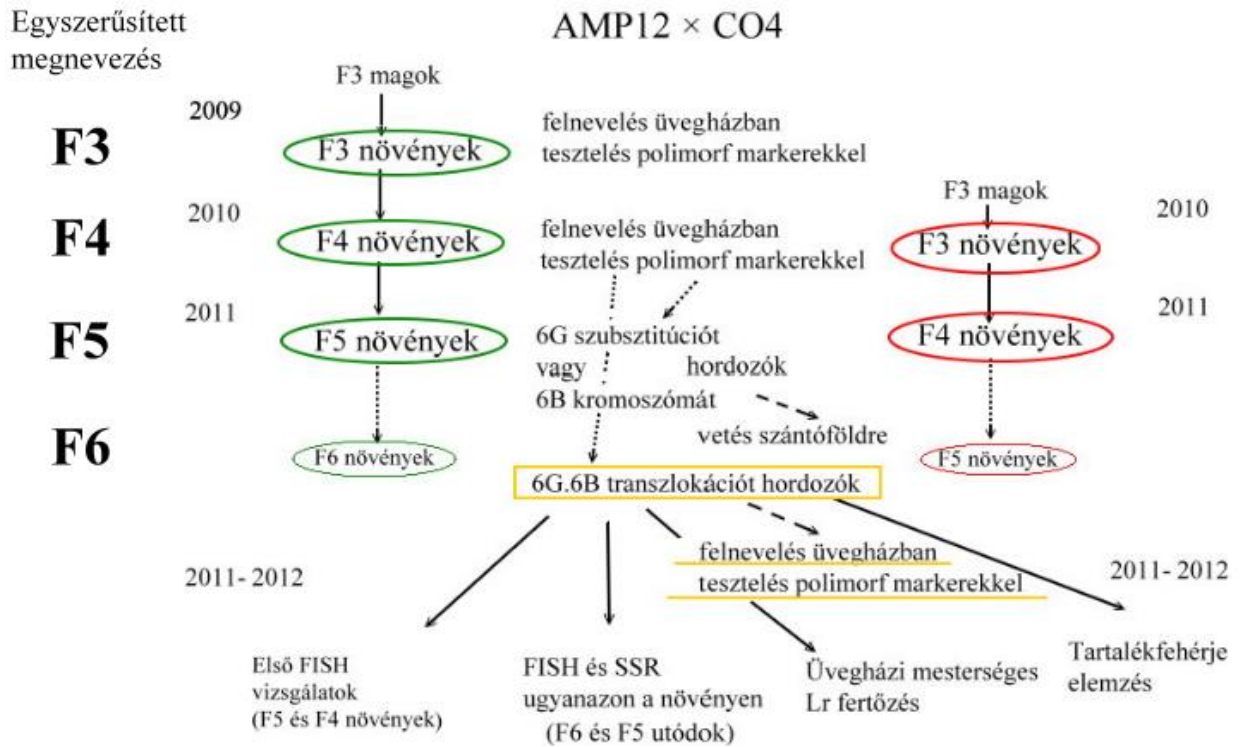 Egyszerűsített
megnevezés
AMP12 × CO4
F3 magok
2009
F3
F3 növények
felnevelés üvegházban
tesztelés polimorf markerekkel
F3 magok
2010
2010
F4
F4 növények
felnevelés üvegházban
tesztelés polimorf markerekkel
F3 növények
2011
2011
F5
F5 növények
6G szubsztitúciót
vagy hordozók
6B kromoszómát
F4 növények
vetés szántóföldre
F6
F6 növények
F5 növények
6G.6B transzlokációt hordozók
felnevelés üvegházban
tesztelés polimorf markerekkel
2011- 2012
2011- 2012
Első FISH
vizsgálatok
(F5 és F4 növények)
FISH és SSR
ugyanazon a növényen
(F6 és F5 utódok)
Üvegházi mesterséges
Lr fertőzés
Tartalékfehérje
elemzés